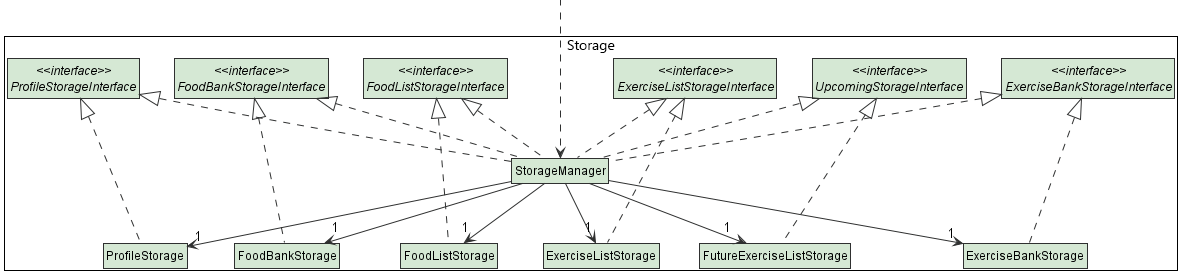 Storage
<<interface>>
ProfileStorageInterface
<<interface>>
FoodBankStorageInterface
<<interface>>
FoodListStorageInterface
<<interface>>
ExerciseListStorageInterface
<<interface>>
UpcomingStorageInterface
<<interface>>
ExerciseBankStorageInterface
StorageManager
1
1
1
1
1
1
ProfileStorage
FoodBankStorage
FoodListStorage
ExerciseListStorage
FutureExerciseListStorage
ExerciseBankStorage